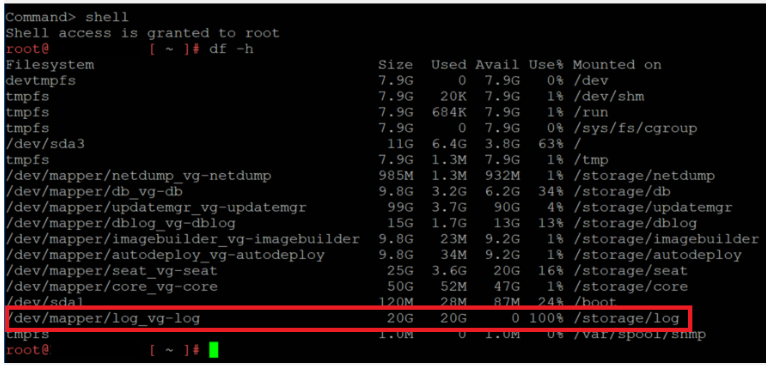 Command> shell
Shell access is granted to root
root@ [ ~ ]# df -h
Filesystem Size Used Avail Use% Mounted on
devtmpfs 7.9G 0 7.9G 0% /dev
tmpfs 7.9G 20K 7.9G 1% /dev/shm
tmpfs 7.9G 684K 7.9G 1% /run
tmpfs 7.9G 0 7.9G 0% /sys/fs/cgroup
/dev/sda3 11G 6.4G 3.8G 63% /
tmpfs 7.9G 1.3M 7.9G 1% /tmp
/dev/mapper/netdump_vg-netdump 985M 1.3M 932M 1% /storage/netdump
/dev/mapper/db_vg-db 9.8G 3.2G 6.2G 34% /storage/db
/dev/mapper/updatemgr_vg-updatemgr 99G 3.7G 90G 4% /storage/updatemgr
/dev/mapper/dblog_vg-dblog 15G 1.7G 13G 13% /storage/dblog
/dev/mapper/imagebuilder_vg-imagebuilder 9.8G 23M 9.2G 1% /storage/imagebuilder
/dev/mapper/autodeploy_vg-autodeploy 9.8G 34M 9.2G 1% /storage/autodeploy
/dev/mapper/seat_vg-seat 25G 3.6G 20G 16% /storage/seat
/dev/mapper/core_vg-core 50G 52M 47G 1% /storage/core
/dev/sda1 120M 28M 87M 24% /boot
/dev/mapper/log_vg-log 20G 20G 0 100% /storage/log
tmpfs 1.0M 0 1.0M 0% /var/spool/snmp
root@ [ ~ ]#